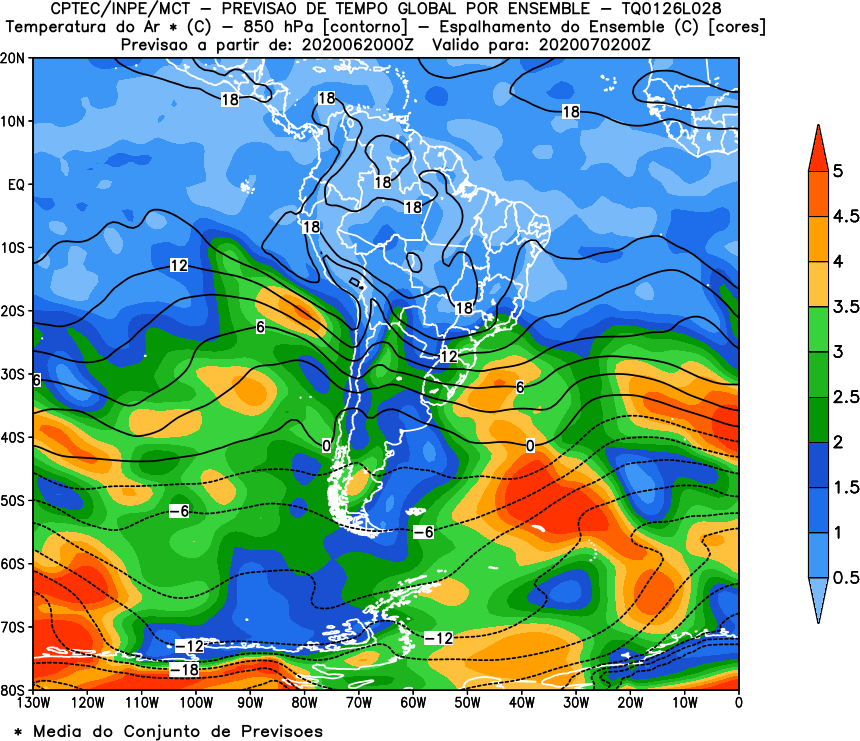 CPTEC/INPE/MCT – PREVISAO DE TEMPO GLOBAL POR ENSEMBLE – TQ0126L028
Temperatura do Ar * (C) – 850 hPa [contorno] – Espalhamento do Ensemble (C) [cores]
Previsao a partir de: 2020062000Z Valido para: 2020070200Z
20N
10N
EQ
10S
20S
30S
40S
50S
60S
70S
80S
130W 120W 110W 100W 90W 80W 70W 60W 50W 40W 30W 20W 10W 0
18 18 18
18
18
18
12
18
6
12
6
6
0 0
–6
–6
–12 –12
–18
5
4.5
4
3.5
3
2.5
2
1.5
1
0.5
* Media do Conjunto de Previsoes